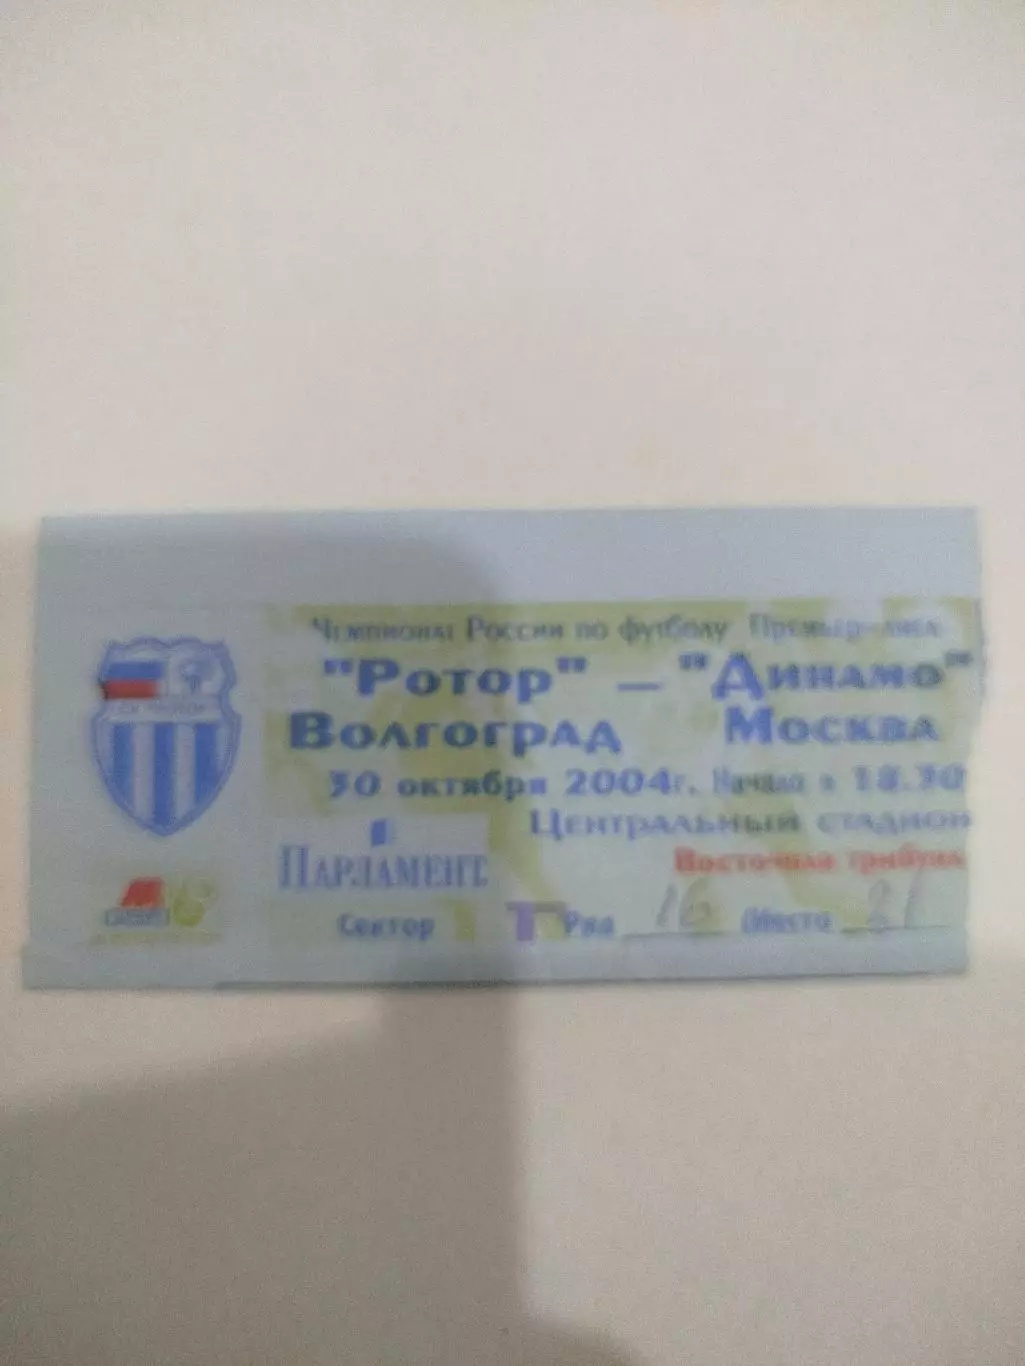 Чемпионат России по футболу Премьер-лига
"Ротор" — "Динамо"
Волгоград Москва
30 октября 2004г. Начало в 18.30
Центральный стадион
Парламент
Восточная трибуна
Сектор Т Ряд 16 Место 21